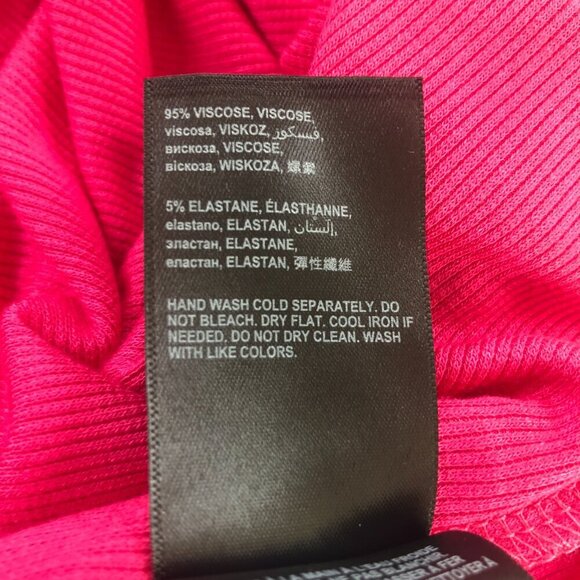 95% VISCOSE, VISCOSE,
viscosa, VISKOZ, فسكوز,
вискоза, VISCOSE,
віскоза, WISKOZA, 嫘縈
5% ELASTANE, ÉLASTHANNE,
elastano, ELASTAN, إلستان,
эластан, ELASTANE,
еластан, ELASTAN, 彈性纖維
HAND WASH COLD SEPARATELY. DO
NOT BLEACH. DRY FLAT. COOL IRON IF
NEEDED. DO NOT DRY CLEAN. WASH
WITH LIKE COLORS.